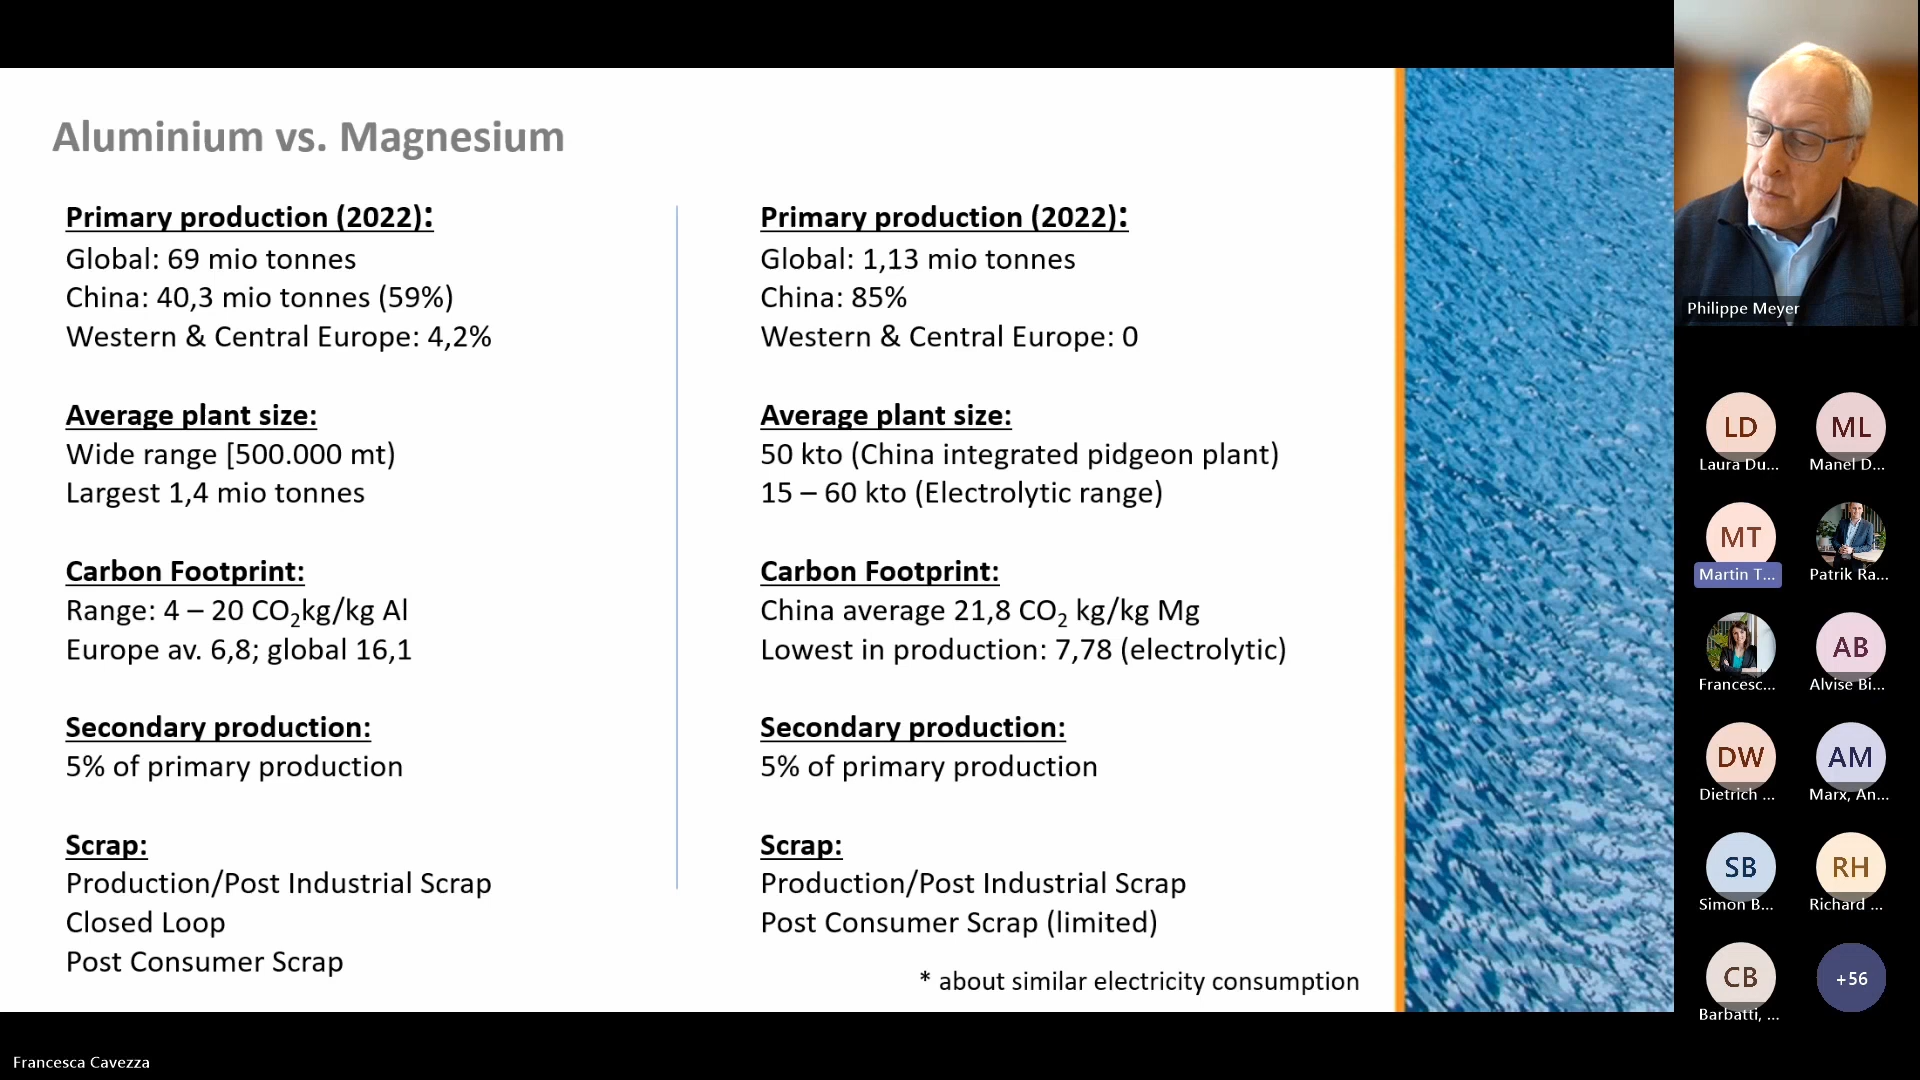 Aluminium vs. Magnesium
Primary production (2022):
Global: 69 mio tonnes
China: 40,3 mio tonnes (59%)
Western & Central Europe: 4,2%
Average plant size:
Wide range [500.000 mt)
Largest 1,4 mio tonnes
Carbon Footprint:
Range: 4 – 20 CO₂kg/kg Al
Europe av. 6,8; global 16,1
Secondary production:
5% of primary production
Scrap:
Production/Post Industrial Scrap
Closed Loop
Post Consumer Scrap
Primary production (2022):
Global: 1,13 mio tonnes
China: 85%
Western & Central Europe: 0
Average plant size:
50 kto (China integrated pidgeon plant)
15 – 60 kto (Electrolytic range)
Carbon Footprint:
China average 21,8 CO₂ kg/kg Mg
Lowest in production: 7,78 (electrolytic)
Secondary production:
5% of primary production
Scrap:
Production/Post Industrial Scrap
Post Consumer Scrap (limited)
* about similar electricity consumption
Philippe Meyer
LD
Laura Du...
ML
Manel D...
MT
Martin T...
Patrik Ra...
Francesc...
AB
Alvise Bi...
DW
Dietrich ...
AM
Marx, An...
SB
Simon B...
RH
Richard ...
CB
Barbatti, ...
+56
Francesca Cavezza